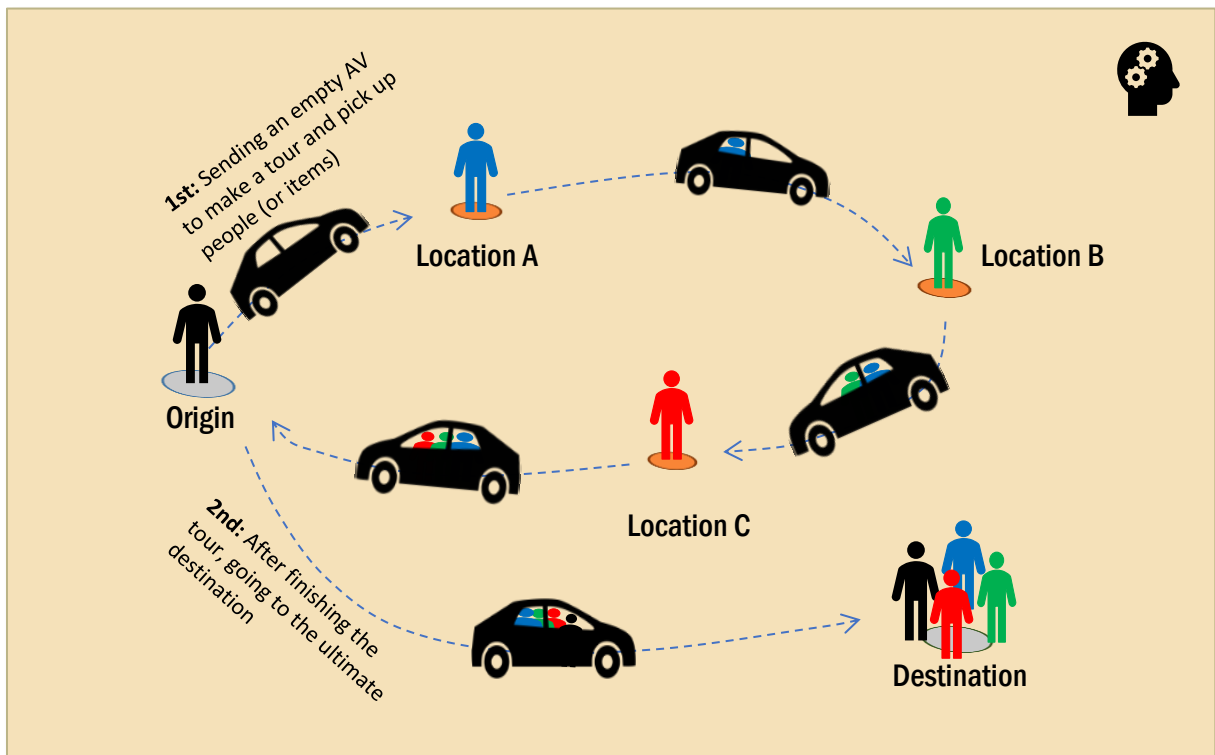 1st: Sending an empty AV
to make a tour and pick up
people (or items)
Location A
Location B
Origin
Location C
2nd: After finishing the
tour, going to the ultimate
destination
Destination